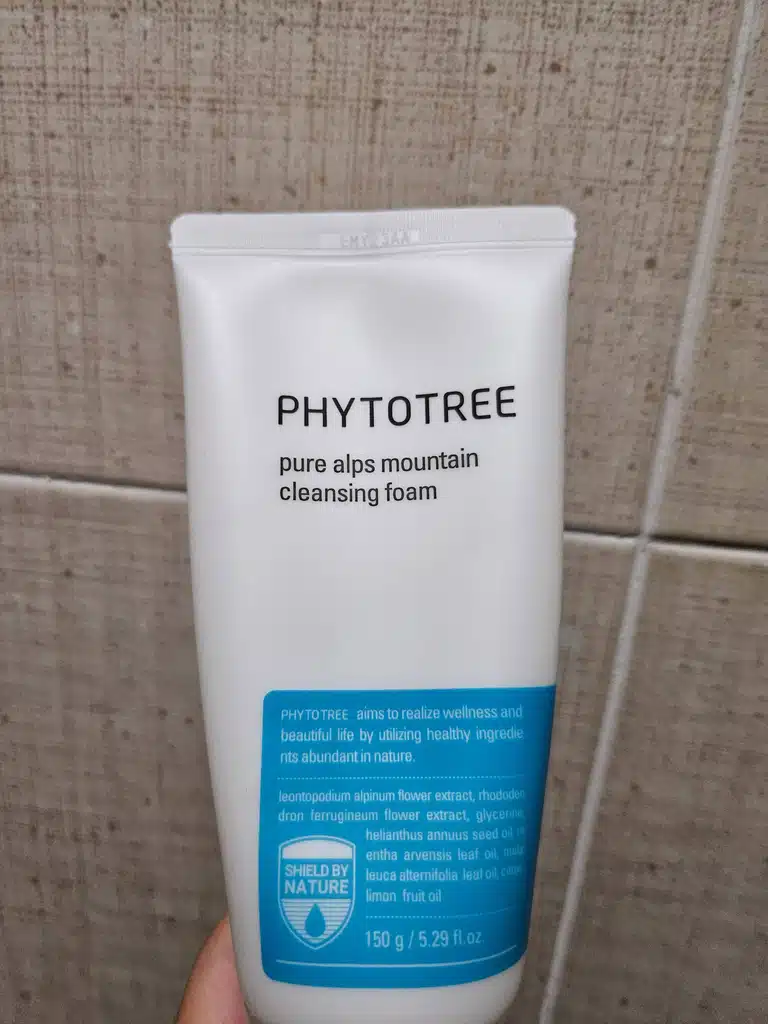 PHYTOTREE
pure alps mountain
cleansing foam
PHYTOTREE aims to realize wellness and
beautiful life by utilizing healthy ingredie
nts abundant in nature.
leontopodium alpinum flower extract, rhododen
dron ferrugineum flower extract, glycerine,
helianthus annuus seed oil
entha arvensis leaf oil,
leuca alternifolia leaf oil,
limon fruit oil
SHIELD BY
NATURE
150 g / 5.29 fl.oz.